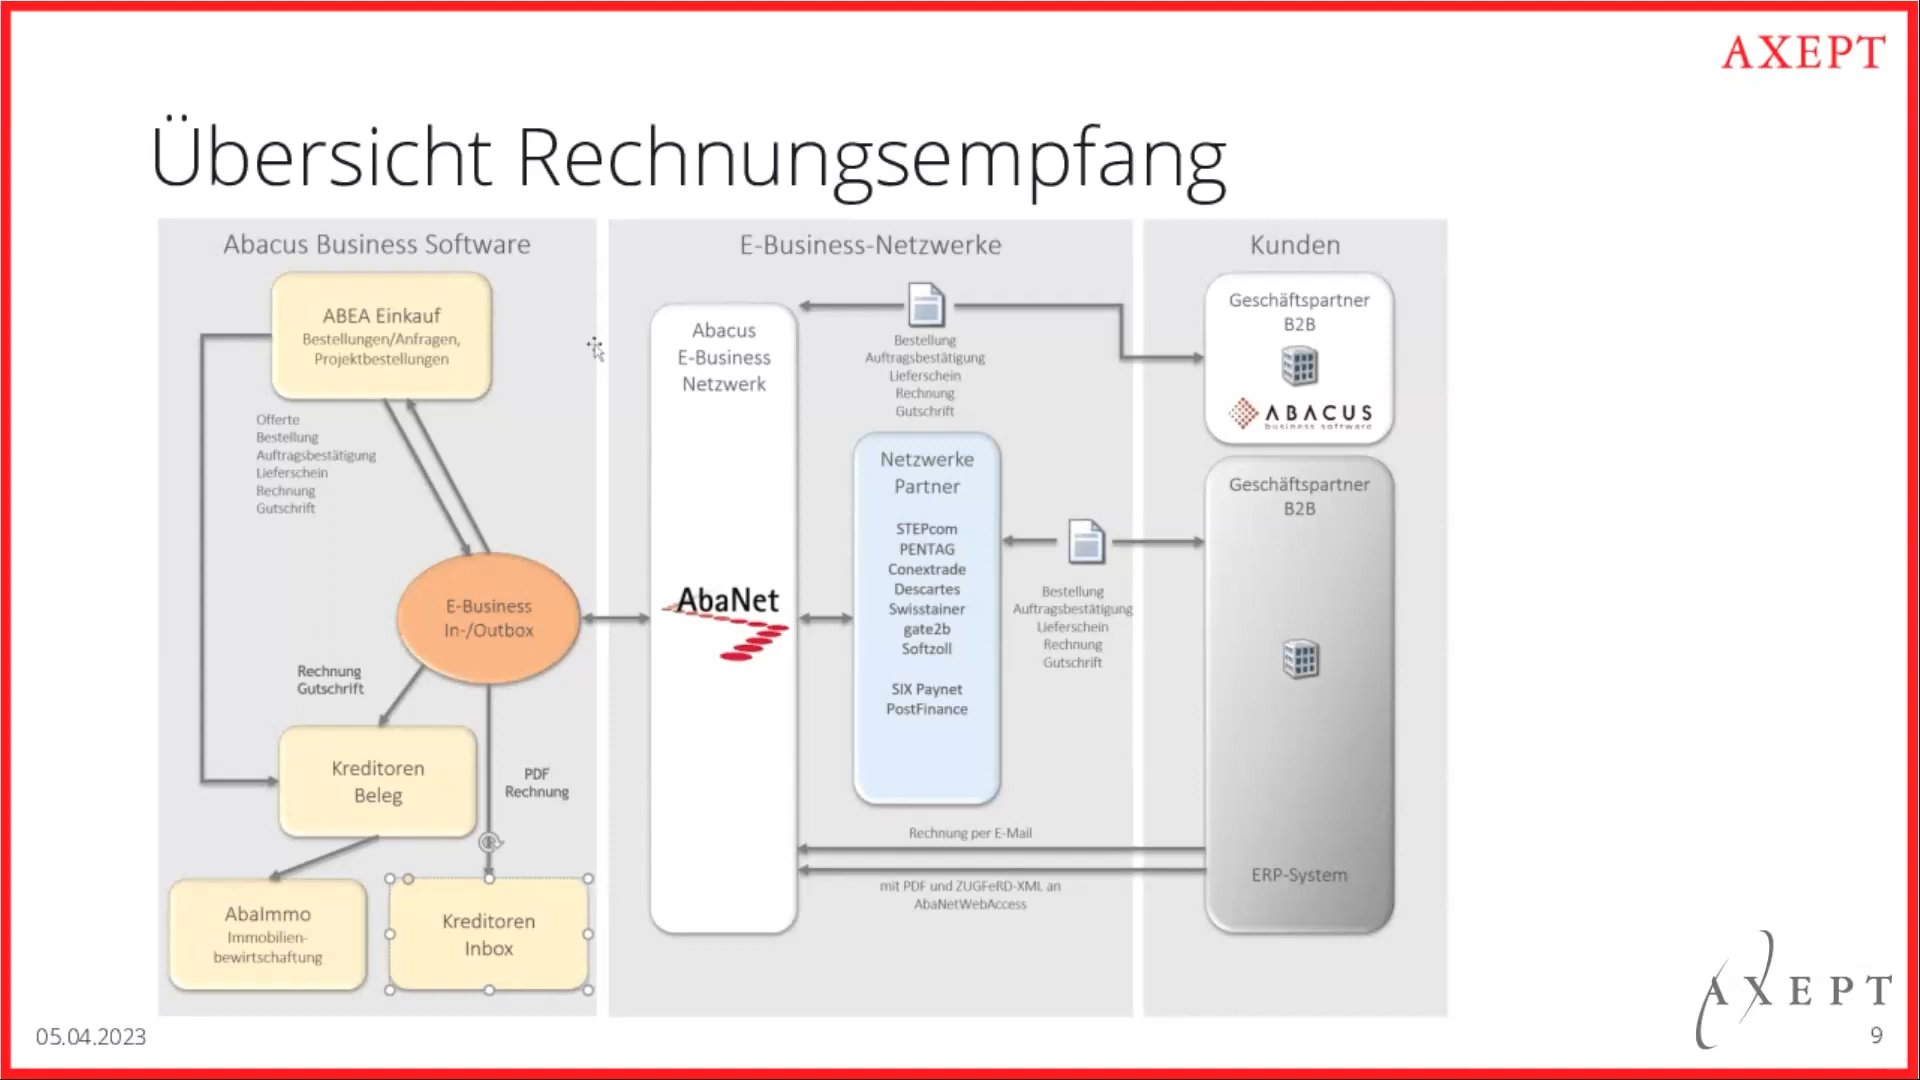 AXEPT
Übersicht Rechnungsempfang
Abacus Business Software
ABEA Einkauf
Bestellungen/Anfragen,
Projektbestellungen
Offerte
Bestellung
Auftragsbestätigung
Lieferschein
Rechnung
Gutschrift
E-Business
In-/Outbox
Rechnung
Gutschrift
Kreditoren
Beleg
PDF
Rechnung
AbaImmo
Immobilien-
bewirtschaftung
Kreditoren
Inbox
E-Business-Netzwerke
Abacus
E-Business
Netzwerk
AbaNet
Bestellung
Auftragsbestätigung
Lieferschein
Rechnung
Gutschrift
Netzwerke
Partner
STEPcom
PENTAG
Conextrade
Descartes
Swisstainer
gate2b
Softzoll
SIX Paynet
PostFinance
Bestellung
Auftragsbestätigung
Lieferschein
Rechnung
Gutschrift
Rechnung per E-Mail
mit PDF und ZUGFeRD-XML an
AbaNetWebAccess
Kunden
Geschäftspartner
B2B
ABACUS
business software
Geschäftspartner
B2B
ERP-System
AXEPT
05.04.2023
9